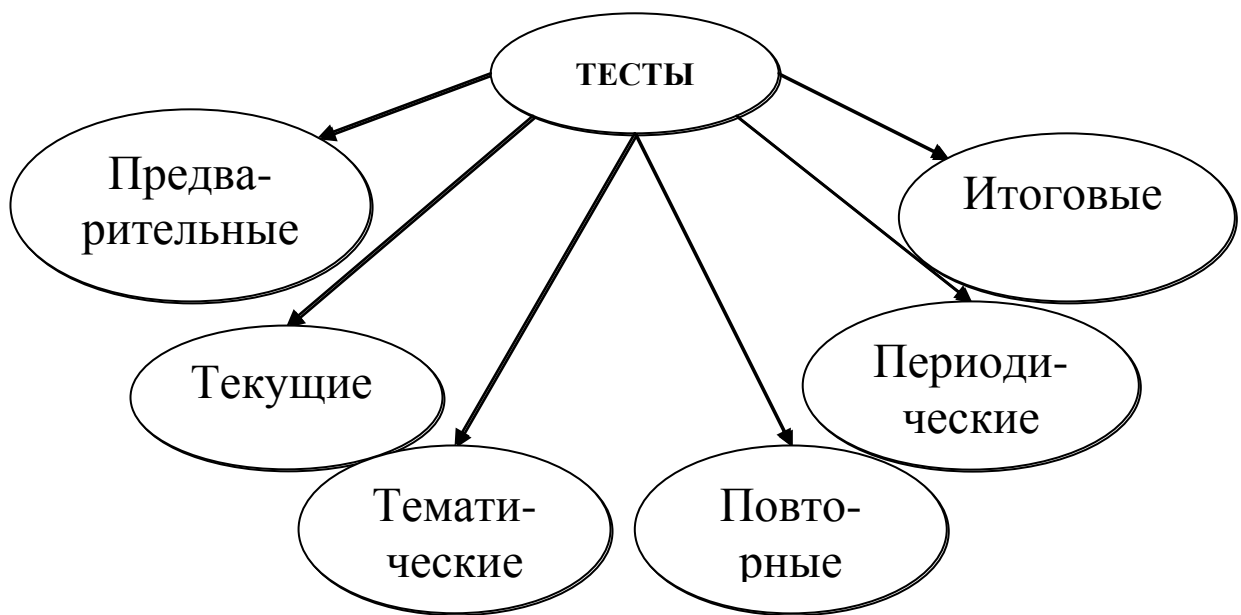 ТЕСТЫ
Предва-
рительные
Итоговые
Текущие
Периоди-
ческие
Темати-
ческие
Повто-
рные